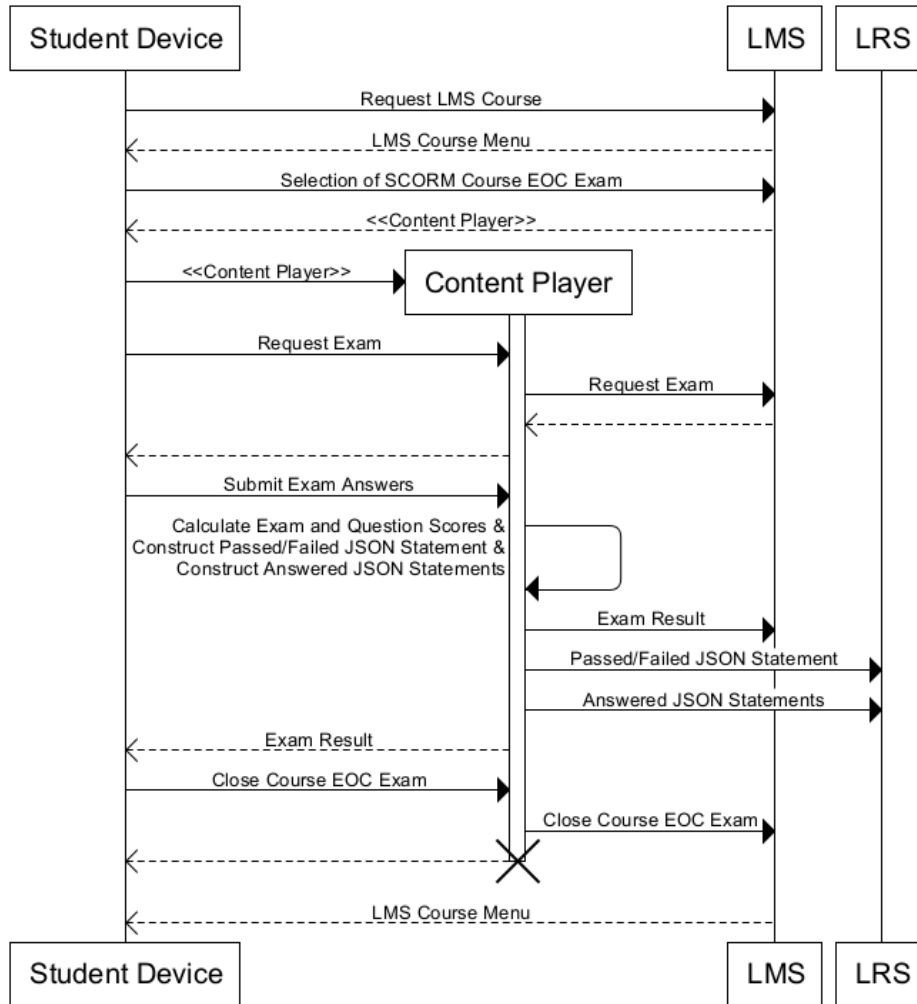 Student Device
LMS
LRS
Request LMS Course
LMS Course Menu
Selection of SCORM Course EOC Exam
<<Content Player>>
<<Content Player>>
Content Player
Request Exam
Request Exam
Submit Exam Answers
Calculate Exam and Question Scores &
Construct Passed/Failed JSON Statement &
Construct Answered JSON Statements
Exam Result
Passed/Failed JSON Statement
Answered JSON Statements
Exam Result
Close Course EOC Exam
Close Course EOC Exam
LMS Course Menu
Student Device
LMS
LRS